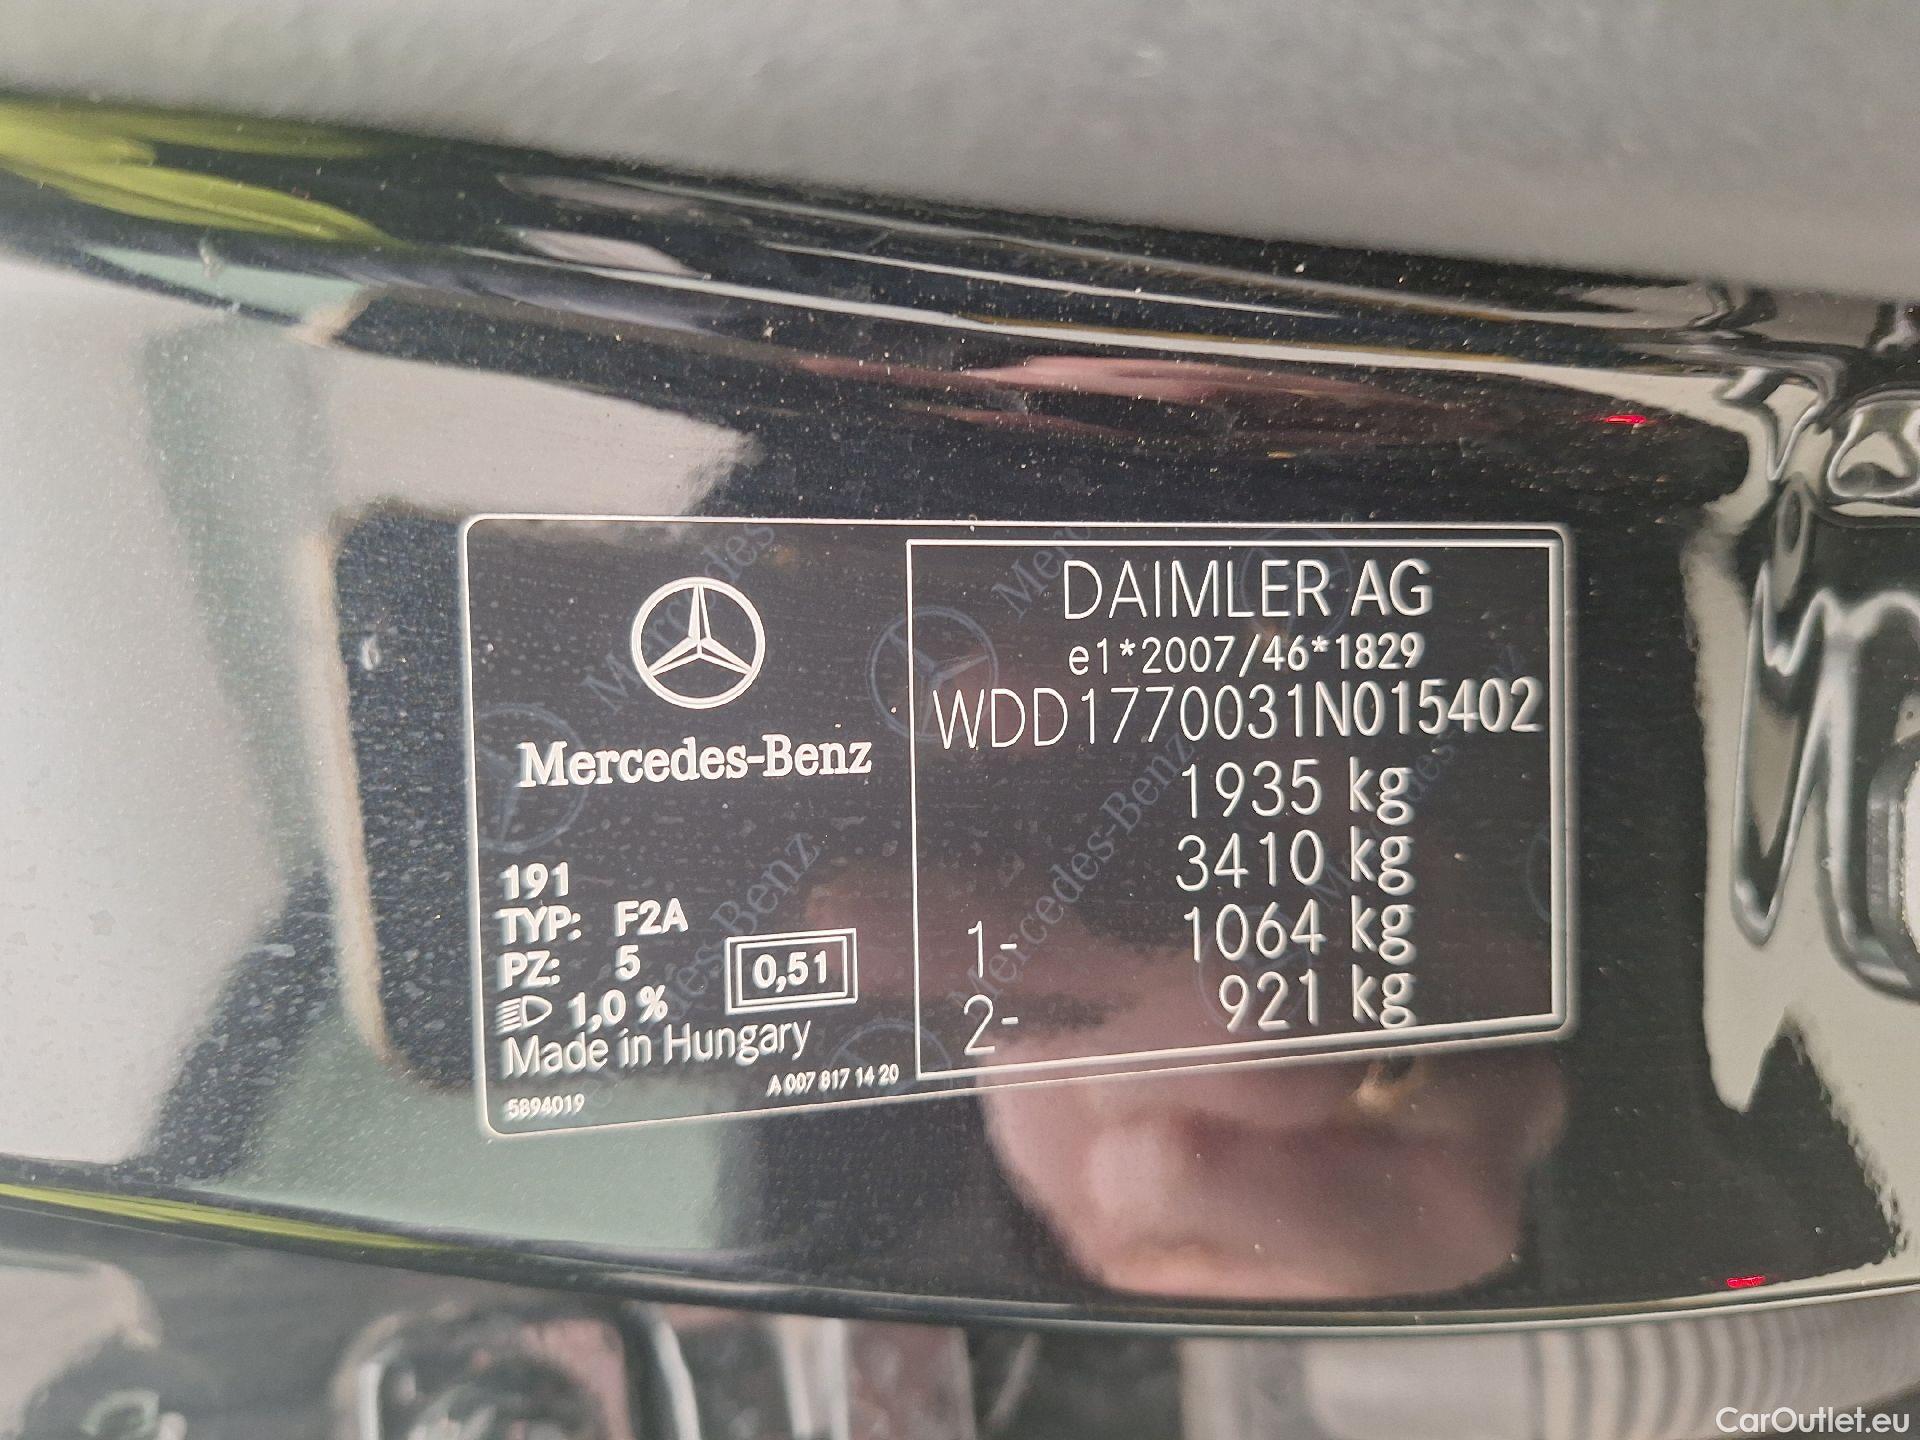 Mercedes-Benz
191
TYP: F2A
PZ: 5
1,0 %
0,51
Made in Hungary
A 007 817 14 20
5894019
DAIMLER AG
e1*2007/46*1829
WDD1770031N015402
1935 kg
3410 kg
1- 1064 kg
2- 921 kg
CarOutlet.eu